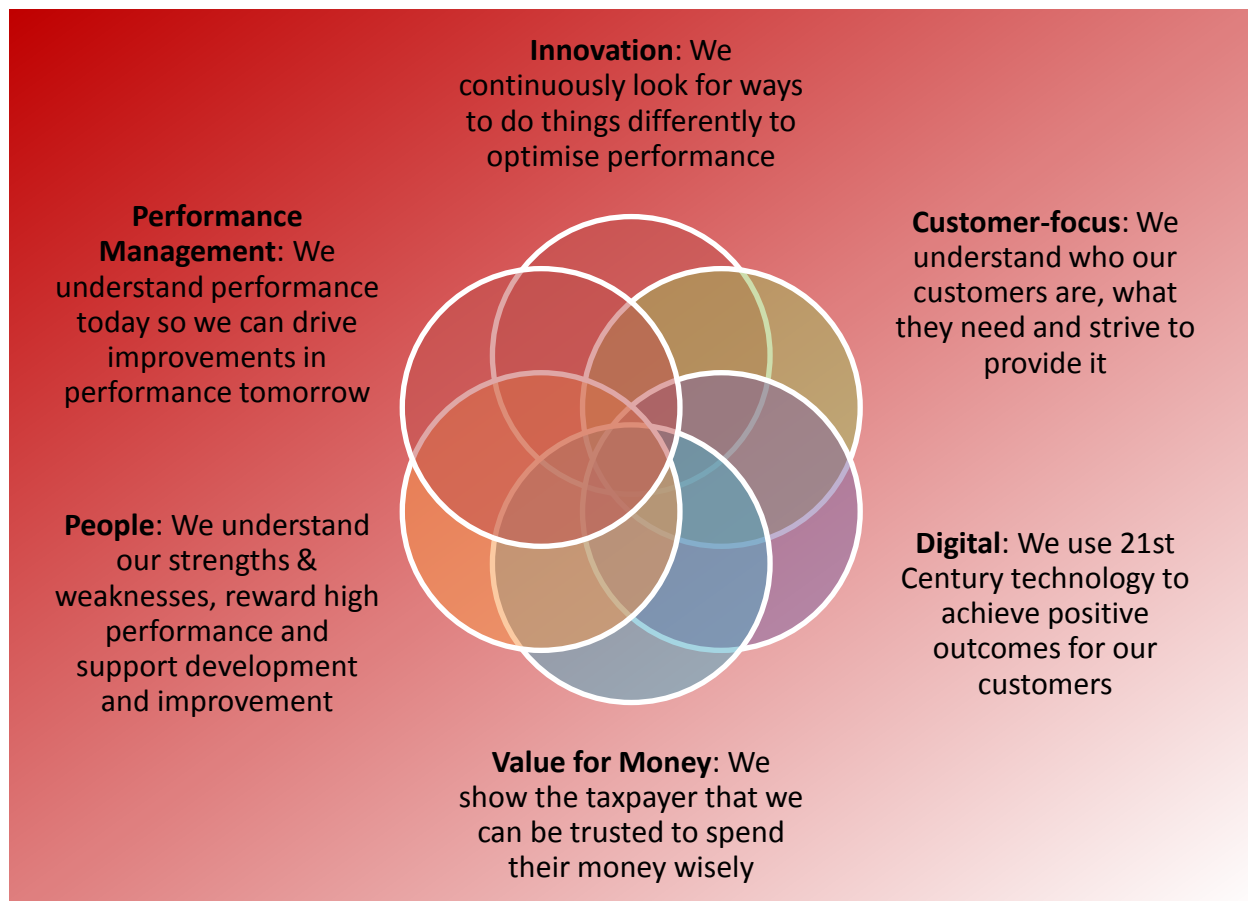 Innovation: We
continuously look for ways
to do things differently to
optimise performance
Customer-focus: We
understand who our
customers are, what
they need and strive to
provide it
Digital: We use 21st
Century technology to
achieve positive
outcomes for our
customers
Value for Money: We
show the taxpayer that we
can be trusted to spend
their money wisely
People: We understand
our strengths &
weaknesses, reward high
performance and
support development
and improvement
Performance
Management: We
understand performance
today so we can drive
improvements in
performance tomorrow